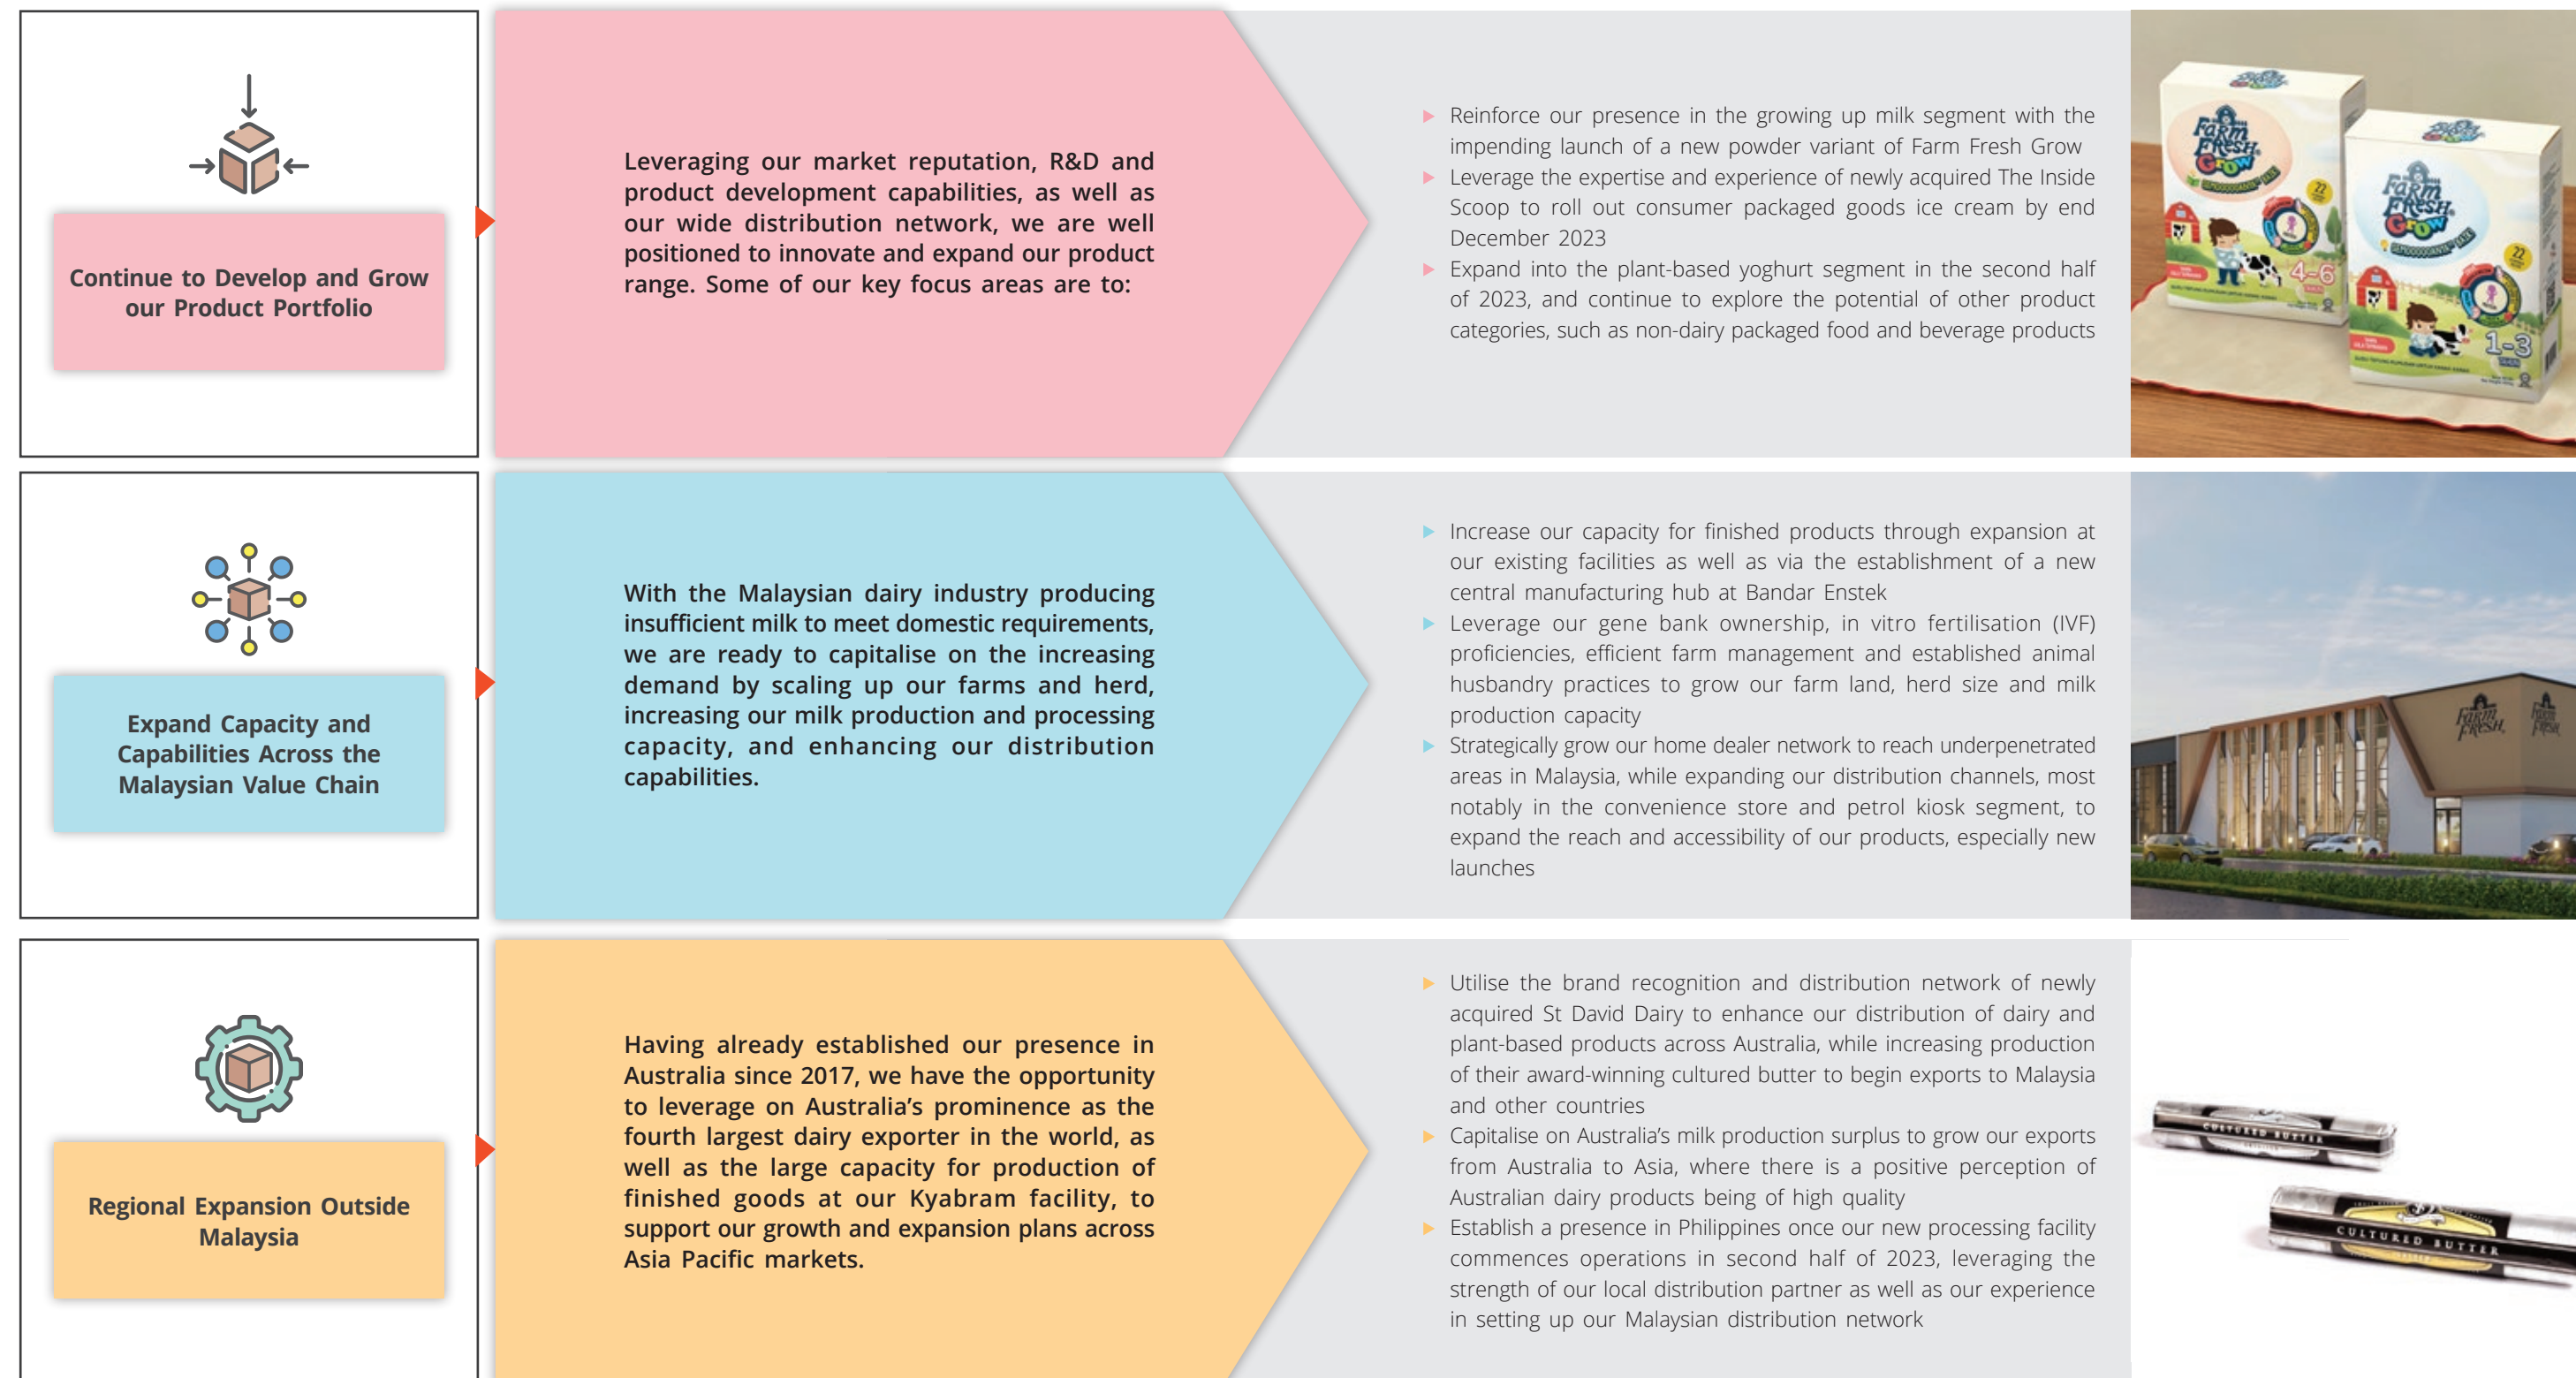 Continue to Develop and Grow
our Product Portfolio
Leveraging our market reputation, R&D and
product development capabilities, as well as
our wide distribution network, we are well
positioned to innovate and expand our product
range. Some of our key focus areas are to:
Reinforce our presence in the growing up milk segment with the
impending launch of a new powder variant of Farm Fresh Grow
Leverage the expertise and experience of newly acquired The Inside
Scoop to roll out consumer packaged goods ice cream by end
December 2023
Expand into the plant-based yoghurt segment in the second half
of 2023, and continue to explore the potential of other product
categories, such as non-dairy packaged food and beverage products
FARM
FRESH
Grow
22
4-6
FARM
FRESH
Grow
22
1-3
Expand Capacity and
Capabilities Across the
Malaysian Value Chain
With the Malaysian dairy industry producing
insufficient milk to meet domestic requirements,
we are ready to capitalise on the increasing
demand by scaling up our farms and herd,
increasing our milk production and processing
capacity, and enhancing our distribution
capabilities.
Increase our capacity for finished products through expansion at
our existing facilities as well as via the establishment of a new
central manufacturing hub at Bandar Enstek
Leverage our gene bank ownership, in vitro fertilisation (IVF)
proficiencies, efficient farm management and established animal
husbandry practices to grow our farm land, herd size and milk
production capacity
Strategically grow our home dealer network to reach underpenetrated
areas in Malaysia, while expanding our distribution channels, most
notably in the convenience store and petrol kiosk segment, to
expand the reach and accessibility of our products, especially new
launches
FARM
FRESH
FARM
FRESH
Regional Expansion Outside
Malaysia
Having already established our presence in
Australia since 2017, we have the opportunity
to leverage on Australia’s prominence as the
fourth largest dairy exporter in the world, as
well as the large capacity for production of
finished goods at our Kyabram facility, to
support our growth and expansion plans across
Asia Pacific markets.
Utilise the brand recognition and distribution network of newly
acquired St David Dairy to enhance our distribution of dairy and
plant-based products across Australia, while increasing production
of their award-winning cultured butter to begin exports to Malaysia
and other countries
Capitalise on Australia’s milk production surplus to grow our exports
from Australia to Asia, where there is a positive perception of
Australian dairy products being of high quality
Establish a presence in Philippines once our new processing facility
commences operations in second half of 2023, leveraging the
strength of our local distribution partner as well as our experience
in setting up our Malaysian distribution network
CULTURED BUTTER
CULTURED BUTTER